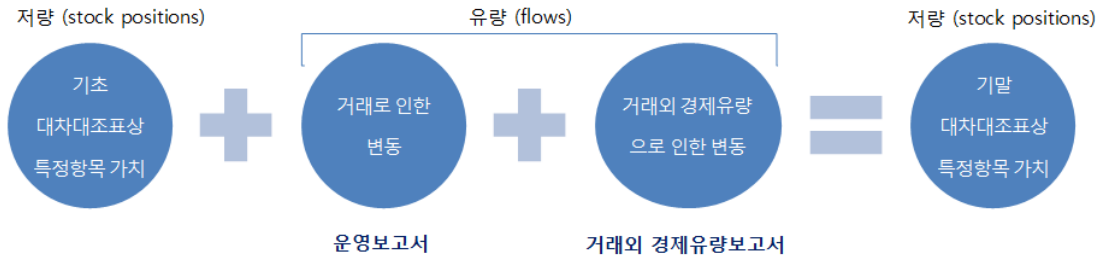 저량 (stock positions)
유량 (flows)
저량 (stock positions)
기초
대차대조표상
특정항목 가치
거래로 인한
변동
거래외 경제유량
으로 인한 변동
기말
대차대조표상
특정항목 가치
운영보고서
거래외 경제유량보고서